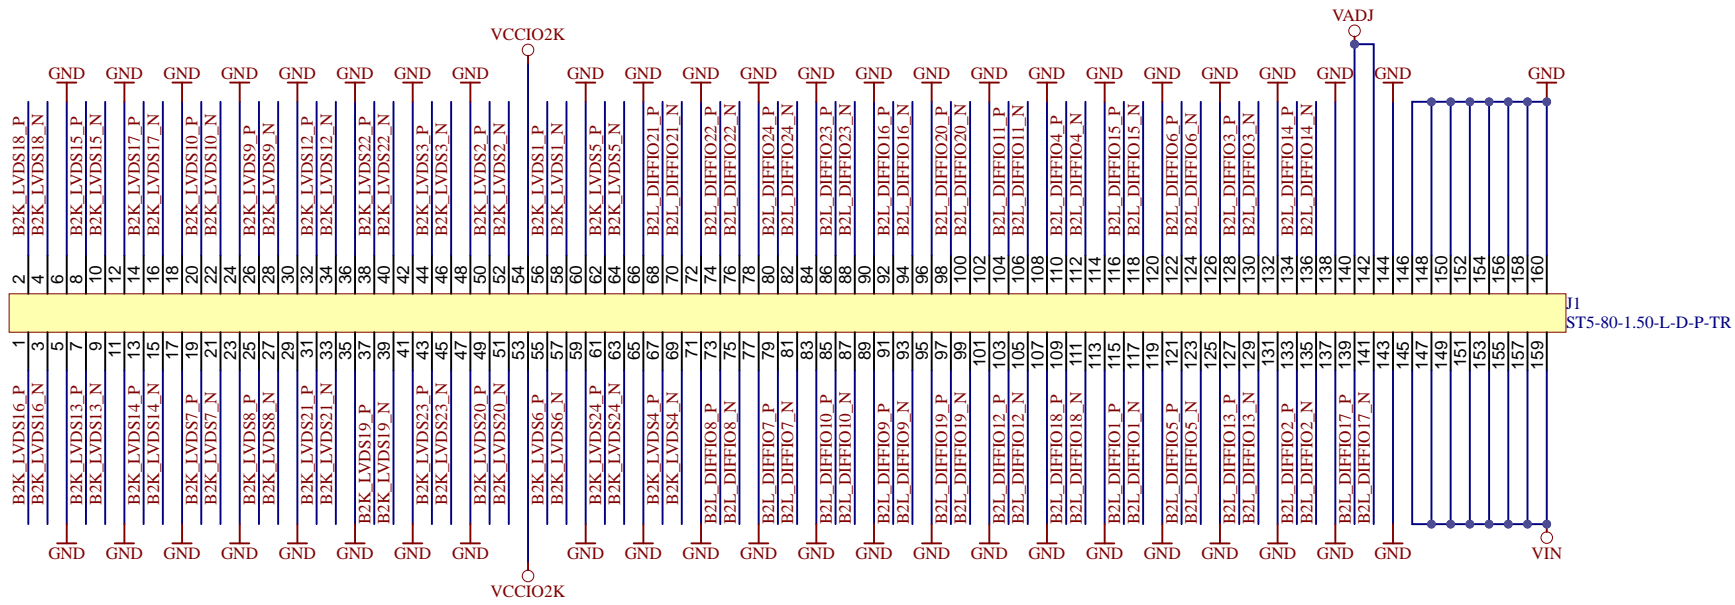 VCCIO2K
VADJ
GND GND GND GND GND GND GND GND GND GND GND GND GND GND GND GND GND GND GND GND GND GND GND GND GND
B2K_LVDS18_P
B2K_LVDS18_N
B2K_LVDS15_P
B2K_LVDS15_N
B2K_LVDS17_P
B2K_LVDS17_N
B2K_LVDS10_P
B2K_LVDS10_N
B2K_LVDS9_P
B2K_LVDS9_N
B2K_LVDS12_P
B2K_LVDS12_N
B2K_LVDS22_P
B2K_LVDS22_N
B2K_LVDS3_P
B2K_LVDS3_N
B2K_LVDS2_P
B2K_LVDS2_N
B2K_LVDS1_P
B2K_LVDS1_N
B2K_LVDS5_P
B2K_LVDS5_N
B2L_DIFFIO21_P
B2L_DIFFIO21_N
B2L_DIFFIO22_P
B2L_DIFFIO22_N
B2L_DIFFIO24_P
B2L_DIFFIO24_N
B2L_DIFFIO23_P
B2L_DIFFIO23_N
B2L_DIFFIO16_P
B2L_DIFFIO16_N
B2L_DIFFIO20_P
B2L_DIFFIO20_N
B2L_DIFFIO11_P
B2L_DIFFIO11_N
B2L_DIFFIO4_P
B2L_DIFFIO4_N
B2L_DIFFIO15_P
B2L_DIFFIO15_N
B2L_DIFFIO6_P
B2L_DIFFIO6_N
B2L_DIFFIO3_P
B2L_DIFFIO3_N
B2L_DIFFIO14_P
B2L_DIFFIO14_N
2 4 6 8 10 12 14 16 18 20 22 24 26 28 30 32 34 36 38 40 42 44 46 48 50 52 54 56 58 60 62 64 66 68 70 72 74 76 78 80 82 84 86 88 90 92 94 96 98 100 102 104 106 108 110 112 114 116 118 120 122 124 126 128 130 132 134 136 138 140 142 144 146 148 150 152 154 156 158 160
J1
ST5-80-1.50-L-D-P-TR
1 3 5 7 9 11 13 15 17 19 21 23 25 27 29 31 33 35 37 39 41 43 45 47 49 51 53 55 57 59 61 63 65 67 69 71 73 75 77 79 81 83 85 87 89 91 93 95 97 99 101 103 105 107 109 111 113 115 117 119 121 123 125 127 129 131 133 135 137 139 141 143 145 147 149 151 153 155 157 159
B2K_LVDS16_P
B2K_LVDS16_N
B2K_LVDS13_P
B2K_LVDS13_N
B2K_LVDS14_P
B2K_LVDS14_N
B2K_LVDS7_P
B2K_LVDS7_N
B2K_LVDS8_P
B2K_LVDS8_N
B2K_LVDS21_P
B2K_LVDS21_N
B2K_LVDS19_P
B2K_LVDS19_N
B2K_LVDS23_P
B2K_LVDS23_N
B2K_LVDS20_P
B2K_LVDS20_N
B2K_LVDS6_P
B2K_LVDS6_N
B2K_LVDS24_P
B2K_LVDS24_N
B2K_LVDS4_P
B2K_LVDS4_N
B2L_DIFFIO8_P
B2L_DIFFIO8_N
B2L_DIFFIO7_P
B2L_DIFFIO7_N
B2L_DIFFIO10_P
B2L_DIFFIO10_N
B2L_DIFFIO9_P
B2L_DIFFIO9_N
B2L_DIFFIO19_P
B2L_DIFFIO19_N
B2L_DIFFIO12_P
B2L_DIFFIO12_N
B2L_DIFFIO18_P
B2L_DIFFIO18_N
B2L_DIFFIO1_P
B2L_DIFFIO1_N
B2L_DIFFIO5_P
B2L_DIFFIO5_N
B2L_DIFFIO13_P
B2L_DIFFIO13_N
B2L_DIFFIO2_P
B2L_DIFFIO2_N
B2L_DIFFIO17_P
B2L_DIFFIO17_N
GND GND GND GND GND GND GND GND GND GND GND GND GND GND GND GND GND GND GND GND GND GND GND VIN
VCCIO2K